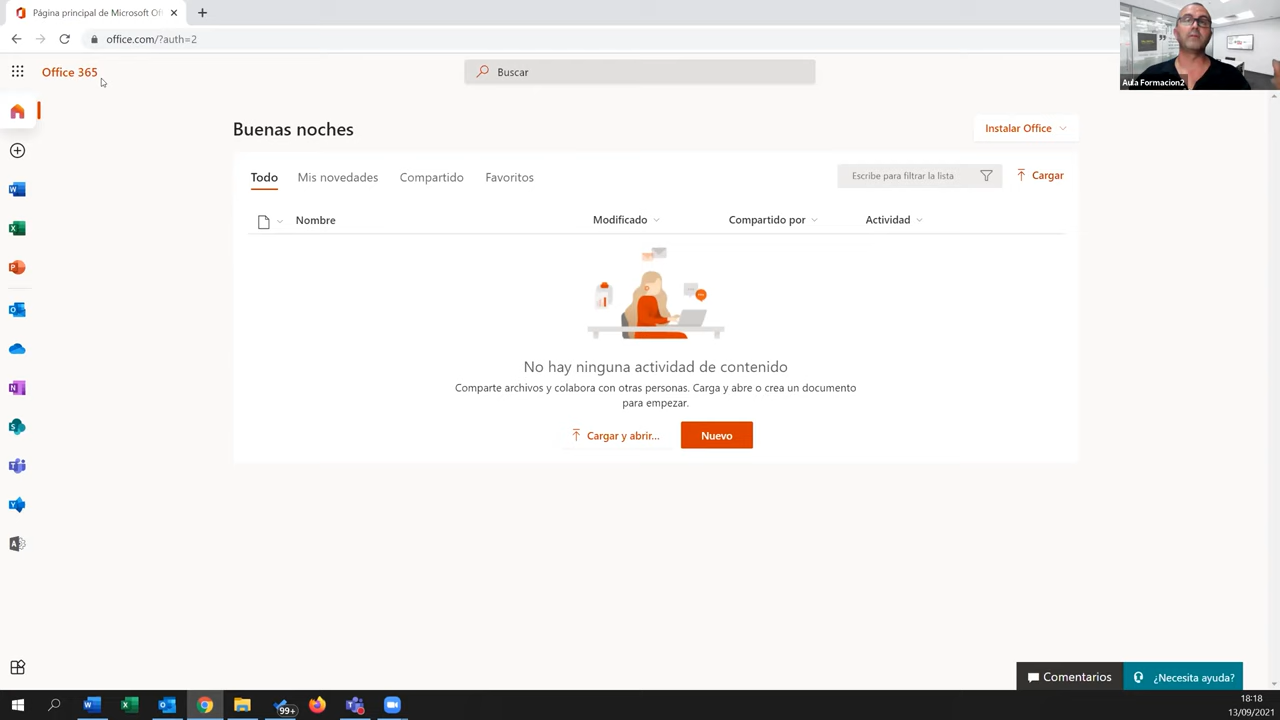 Página principal de Microsoft Of
office.com/?auth=2
Aula Formacion2
Office 365
Buscar
Buenas noches
Instalar Office
Todo
Mis novedades
Compartido
Favoritos
Escribe para filtrar la lista
Cargar
Nombre
Modificado
Compartido por
Actividad
No hay ninguna actividad de contenido
Comparte archivos y colabora con otras personas. Carga y abre o crea un documento
para empezar.
Cargar y abrir...
Nuevo
Comentarios
¿Necesita ayuda?
99+
18:18
13/09/2021